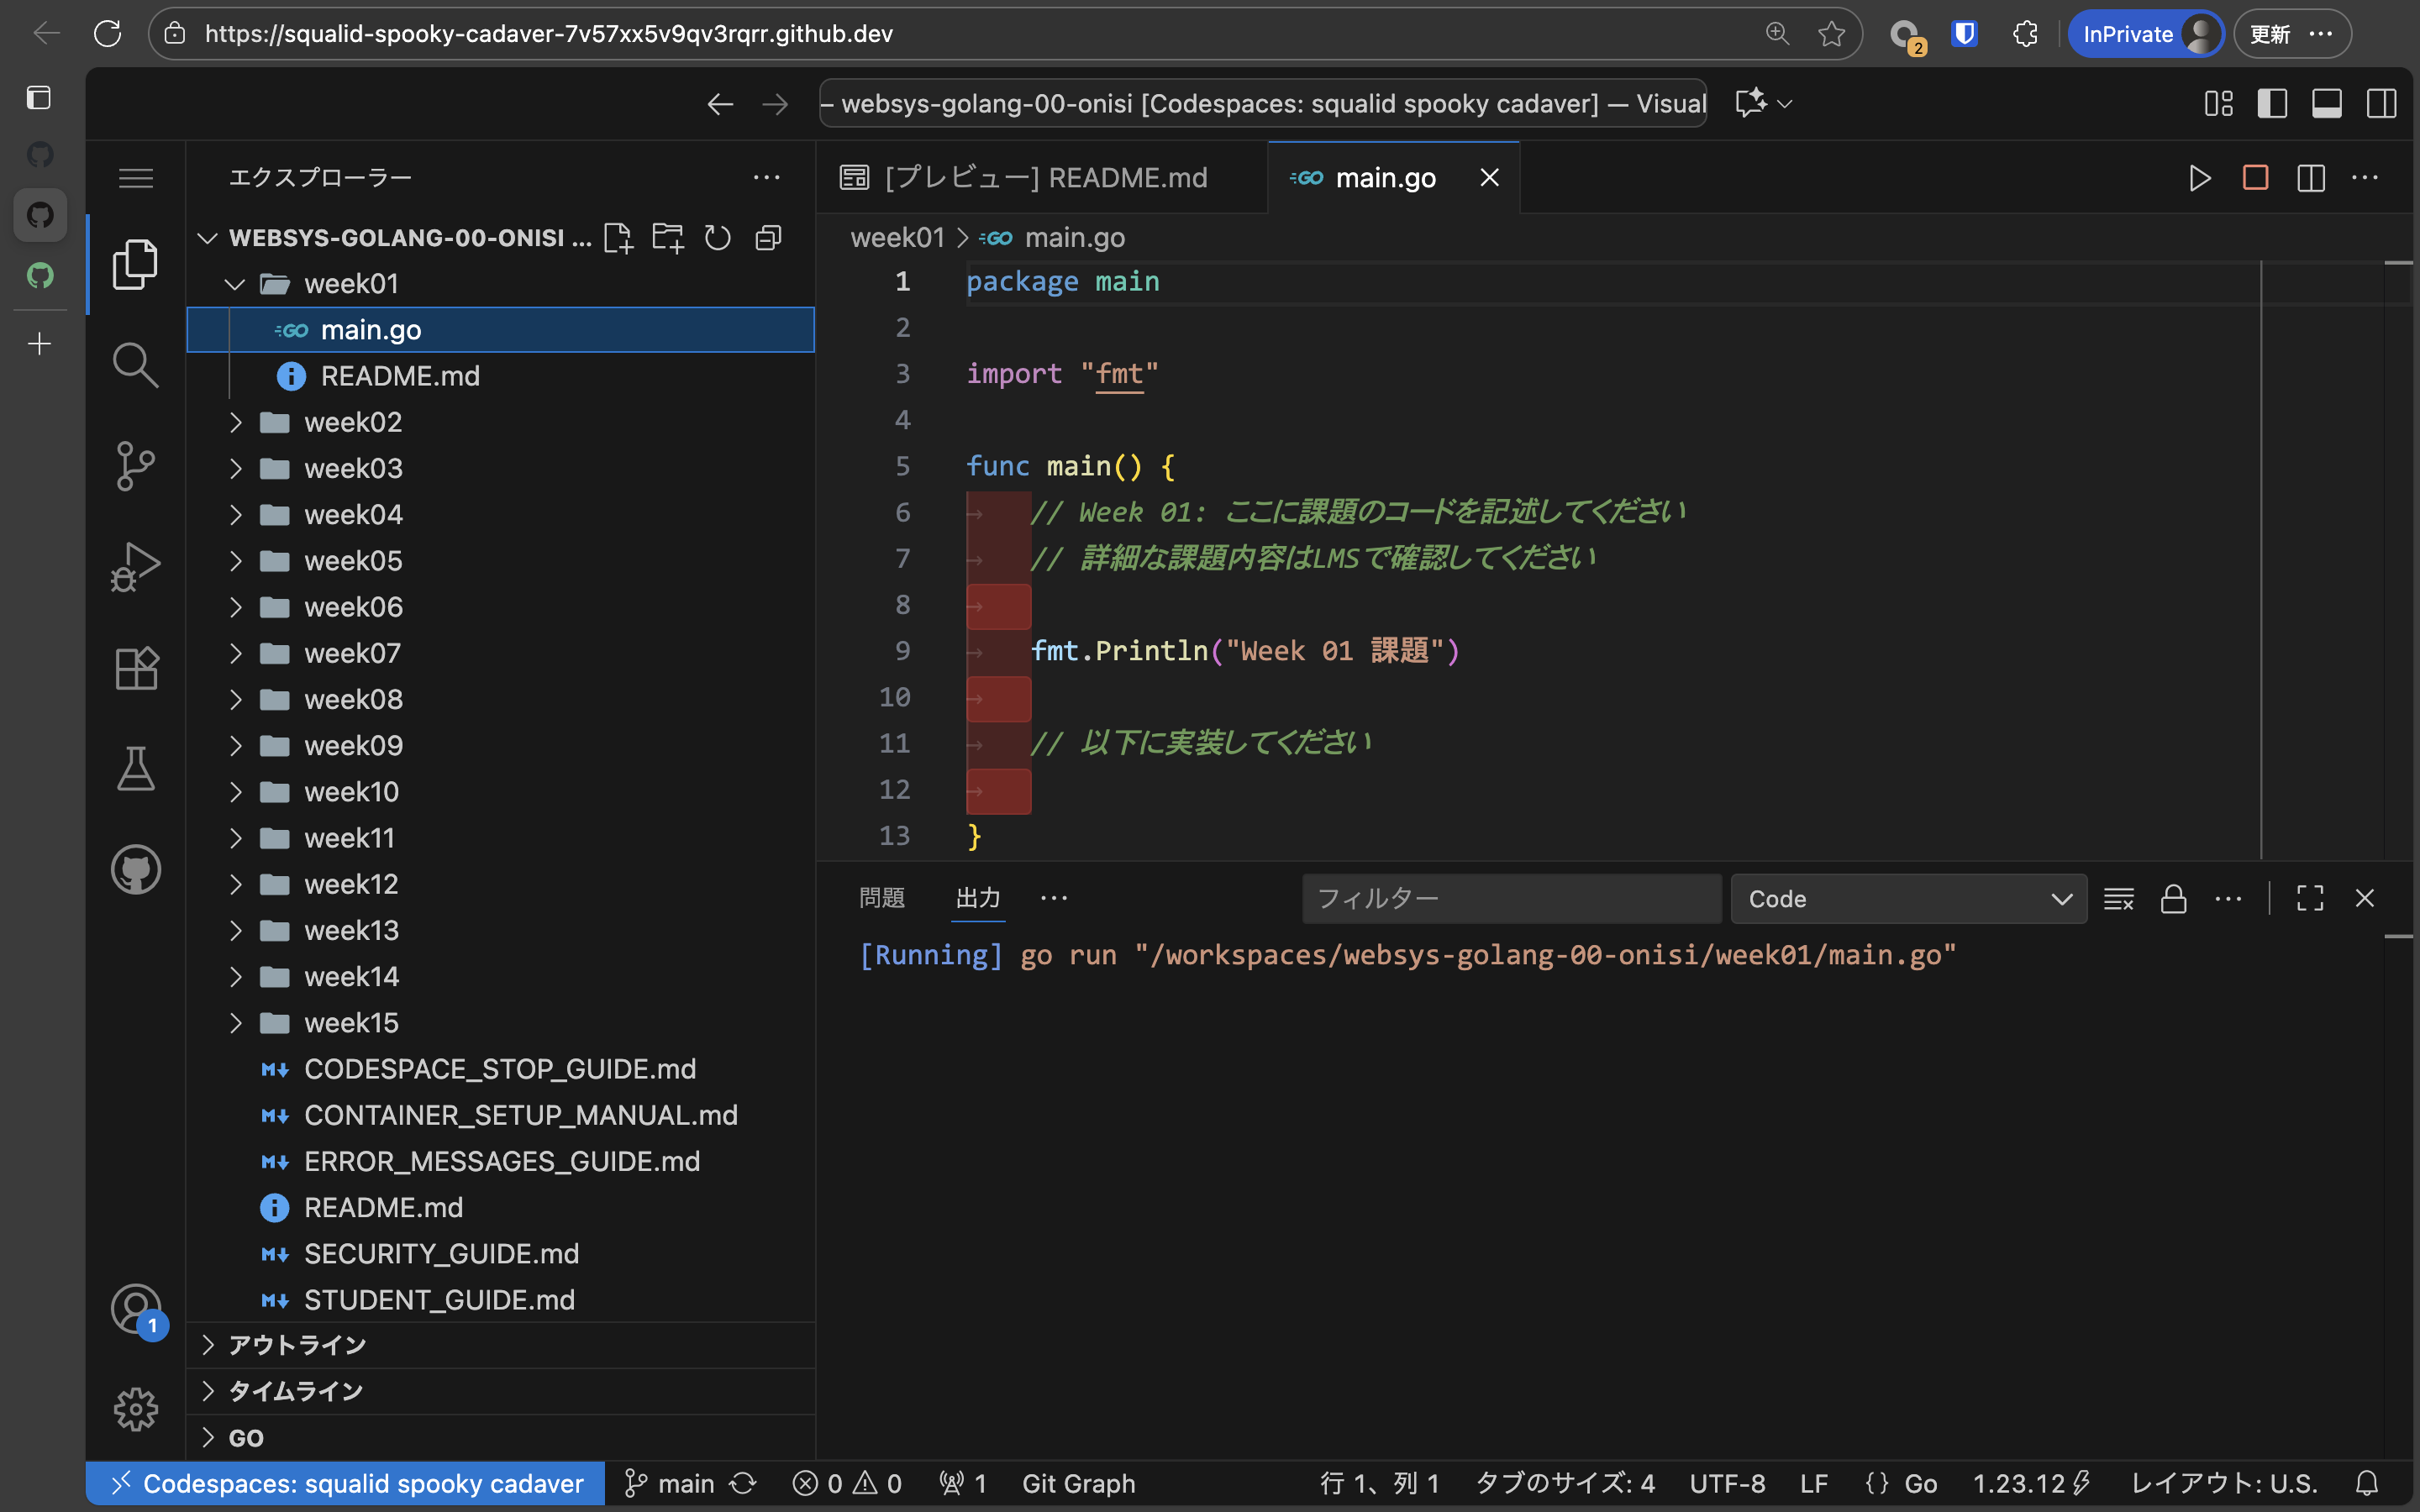 https://squalid-spooky-cadaver-7v57xx5v9qv3rqrr.github.dev
2
InPrivate
更新
– websys-golang-00-onisi [Codespaces: squalid spooky cadaver] — Visual
エクスプローラー
WEBSYS-GOLANG-00-ONISI ...
week01
main.go
README.md
week02
week03
week04
week05
week06
week07
week08
week09
week10
week11
week12
week13
week14
week15
CODESPACE_STOP_GUIDE.md
CONTAINER_SETUP_MANUAL.md
ERROR_MESSAGES_GUIDE.md
README.md
SECURITY_GUIDE.md
STUDENT_GUIDE.md
アウトライン
タイムライン
GO
1
[プレビュー] README.md
GO main.go
week01 > GO main.go
1 package main
2
3 import "fmt"
4
5 func main() {
6 → // Week 01: ここに課題のコードを記述してください
7 → // 詳細な課題内容はLMSで確認してください
8 →
9 → fmt.Println("Week 01 課題")
10 →
11 → // 以下に実装してください
12 →
13 }
問題 出力 ...
フィルター
Code
[Running] go run "/workspaces/websys-golang-00-onisi/week01/main.go"
Codespaces: squalid spooky cadaver
main
0 0
1
Git Graph
行 1、列 1
タブのサイズ: 4
UTF-8
LF
{} Go
1.23.12
レイアウト: U.S.